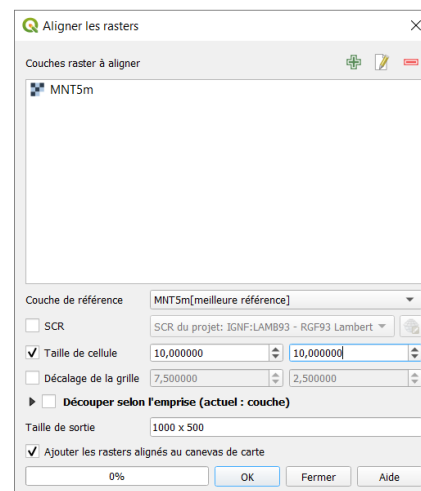 Aligner les rasters
Couches raster à aligner
MNT5m
Couche de référence MNT5m[meilleure référence]
SCR SCR du projet: IGNF:LAMB93 - RGF93 Lambert
Taille de cellule 10,000000 10,000000
Décalage de la grille 7,500000 2,500000
Découper selon l'emprise (actuel : couche)
Taille de sortie 1000 x 500
Ajouter les rasters alignés au canevas de carte
0% OK Fermer Aide